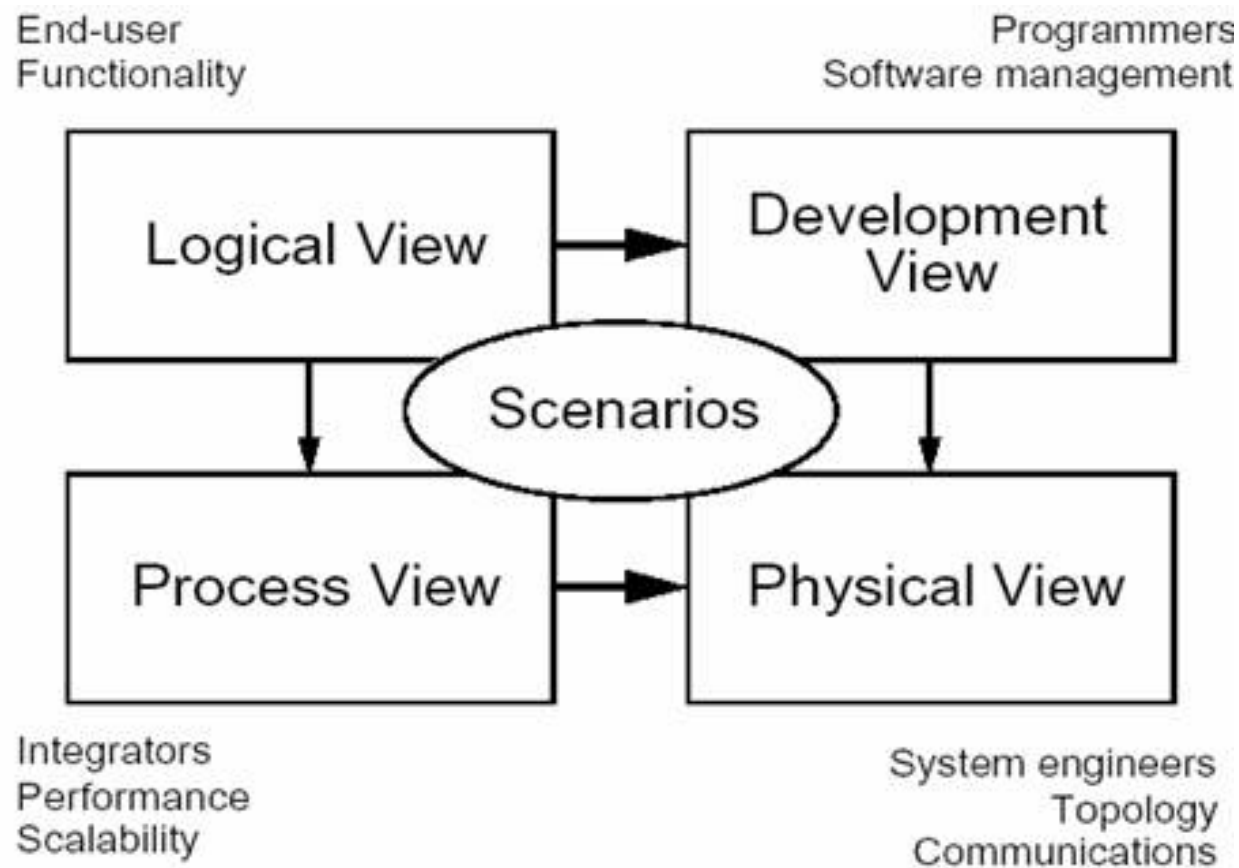 End-user
Functionality
Programmers
Software management
Logical View
Development
View
Scenarios
Process View
Physical View
Integrators
Performance
Scalability
System engineers
Topology
Communications